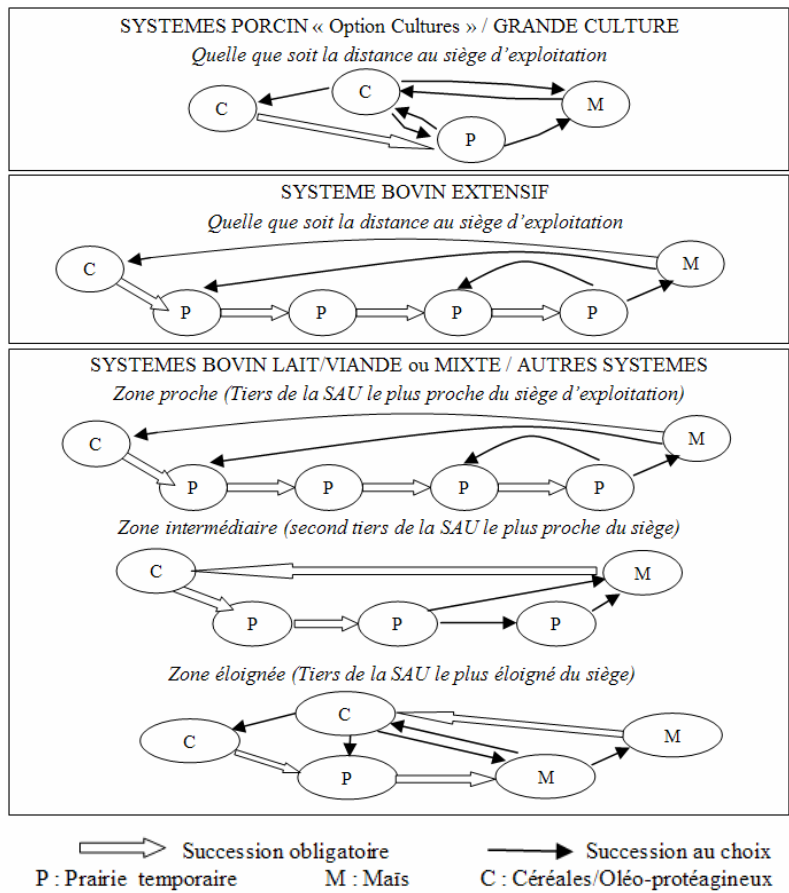 SYSTEMES PORCIN « Option Cultures » / GRANDE CULTURE
Quelle que soit la distance au siège d'exploitation
C
C
M
P
SYSTEME BOVIN EXTENSIF
Quelle que soit la distance au siège d'exploitation
C
M
P
P
P
P
SYSTEMES BOVIN LAIT/VIANDE ou MIXTE / AUTRES SYSTEMES
Zone proche (Tiers de la SAU le plus proche du siège d'exploitation)
C
M
P
P
P
P
Zone intermédiaire (second tiers de la SAU le plus proche du siège)
C
M
P
P
P
Zone éloignée (Tiers de la SAU le plus éloigné du siège)
C
C
M
P
M
Succession obligatoire Succession au choix
P : Prairie temporaire M : Maïs C : Céréales/Oléo-protéagineux